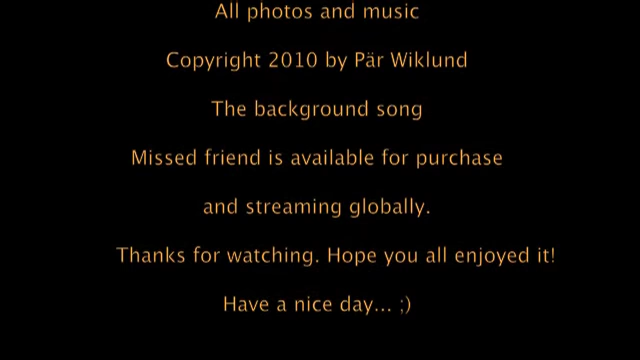 All photos and music
Copyright 2010 by Pär Wiklund
The background song
Missed friend is available for purchase
and streaming globally.
Thanks for watching. Hope you all enjoyed it!
Have a nice day... ;)